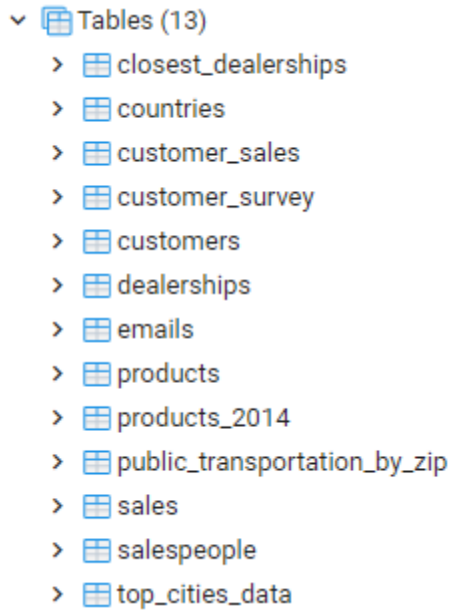 Tables (13)
closest_dealerships
countries
customer_sales
customer_survey
customers
dealerships
emails
products
products_2014
public_transportation_by_zip
sales
salespeople
top_cities_data